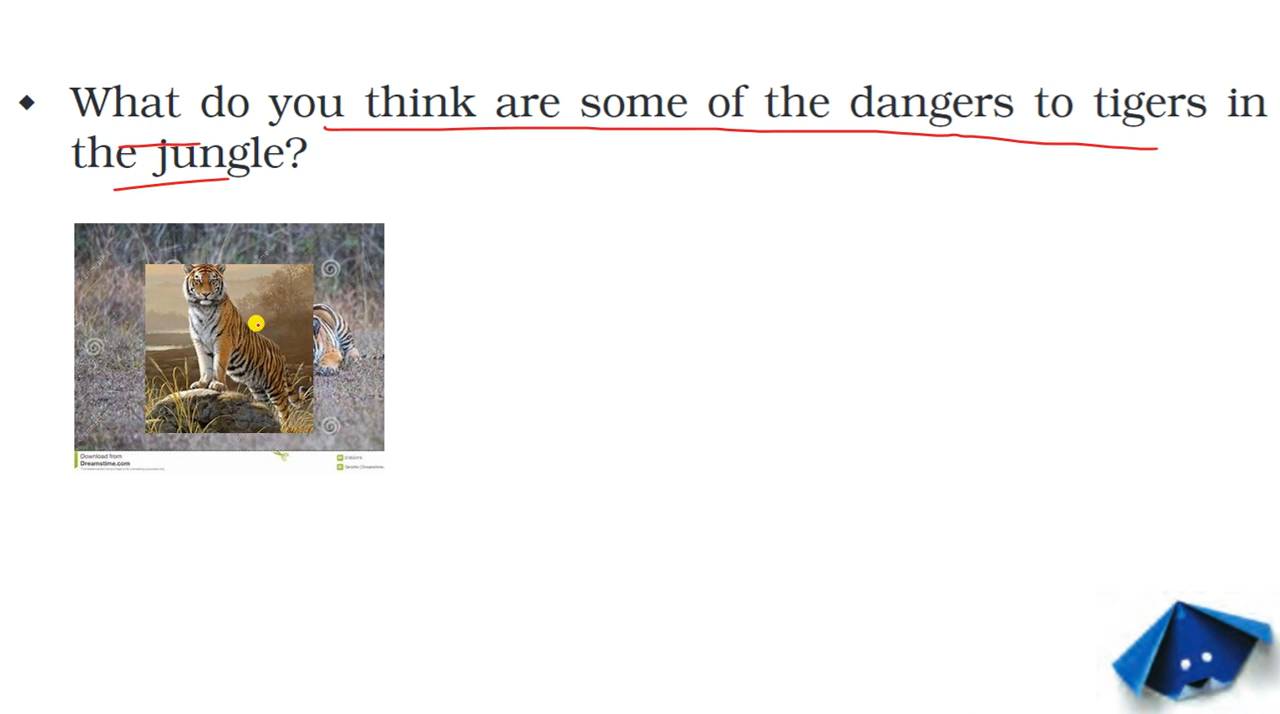 ◆ What do you think are some of the dangers to tigers in
the jungle?
Download from
Dreamstime.com